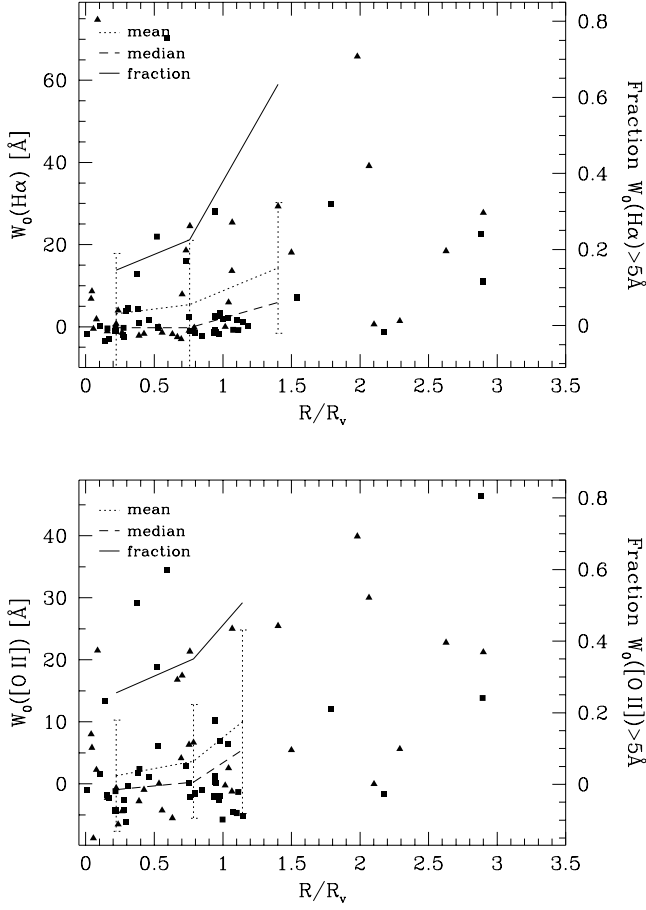 mean
median
fraction
W0(Hα) [Å]
60
40
20
0
0.8
0.6
0.4
0.2
0
Fraction W0(Hα)>5Å
0 0.5 1 1.5 2 2.5 3 3.5
R/Rv
mean
median
fraction
W0([O II]) [Å]
40
30
20
10
0
0.8
0.6
0.4
0.2
0
Fraction W0([O II])>5Å
0 0.5 1 1.5 2 2.5 3 3.5
R/Rv